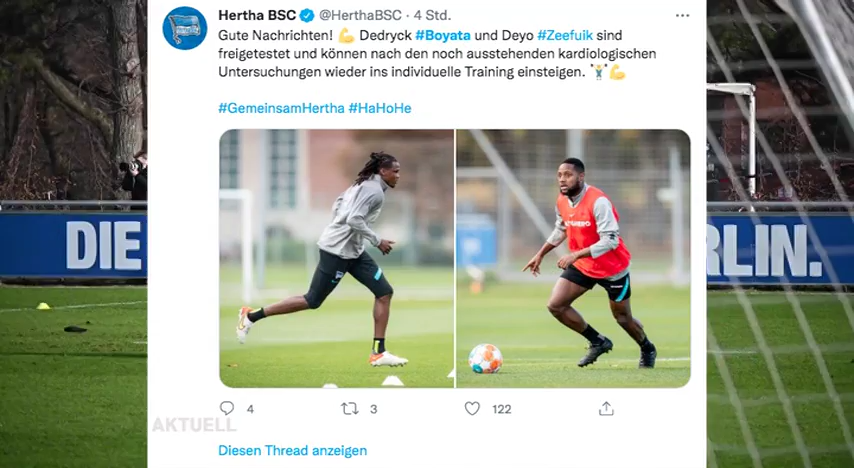 Hertha BSC @HerthaBSC · 4 Std.
Gute Nachrichten! 💪 Dedryck #Boyata und Deyo #Zeefuik sind
freigetestet und können nach den noch ausstehenden kardiologischen
Untersuchungen wieder ins individuelle Training einsteigen. 🏋️💪
#GemeinsamHertha #HaHoHe
DIE
RLIN.
4 3 122
AKTUELL
Diesen Thread anzeigen